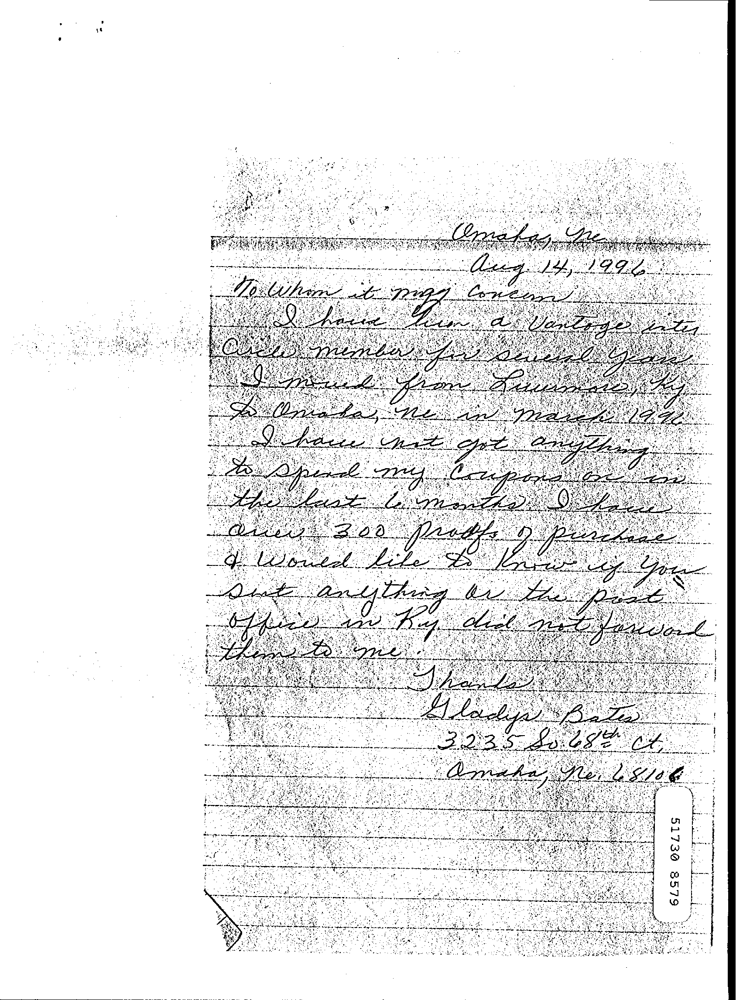 Omaha, Ne
Aug 14, 1996
To Whom it may Concern
I have been a Vantage inter
Circle member for several years
I moved from Livermore, Ky
to Omaha, Ne in March 1996
I have not got anything
to spend my Coupons on in
the last 6 months. I have
over 300 proofs of purchase
& Would like to know if you
sent anything or the post
office in Ky did not forword
them to me.
Thanks
Gladys Bates
3235 So. 68th Ct,
Omaha, Ne. 68106
51730 8579